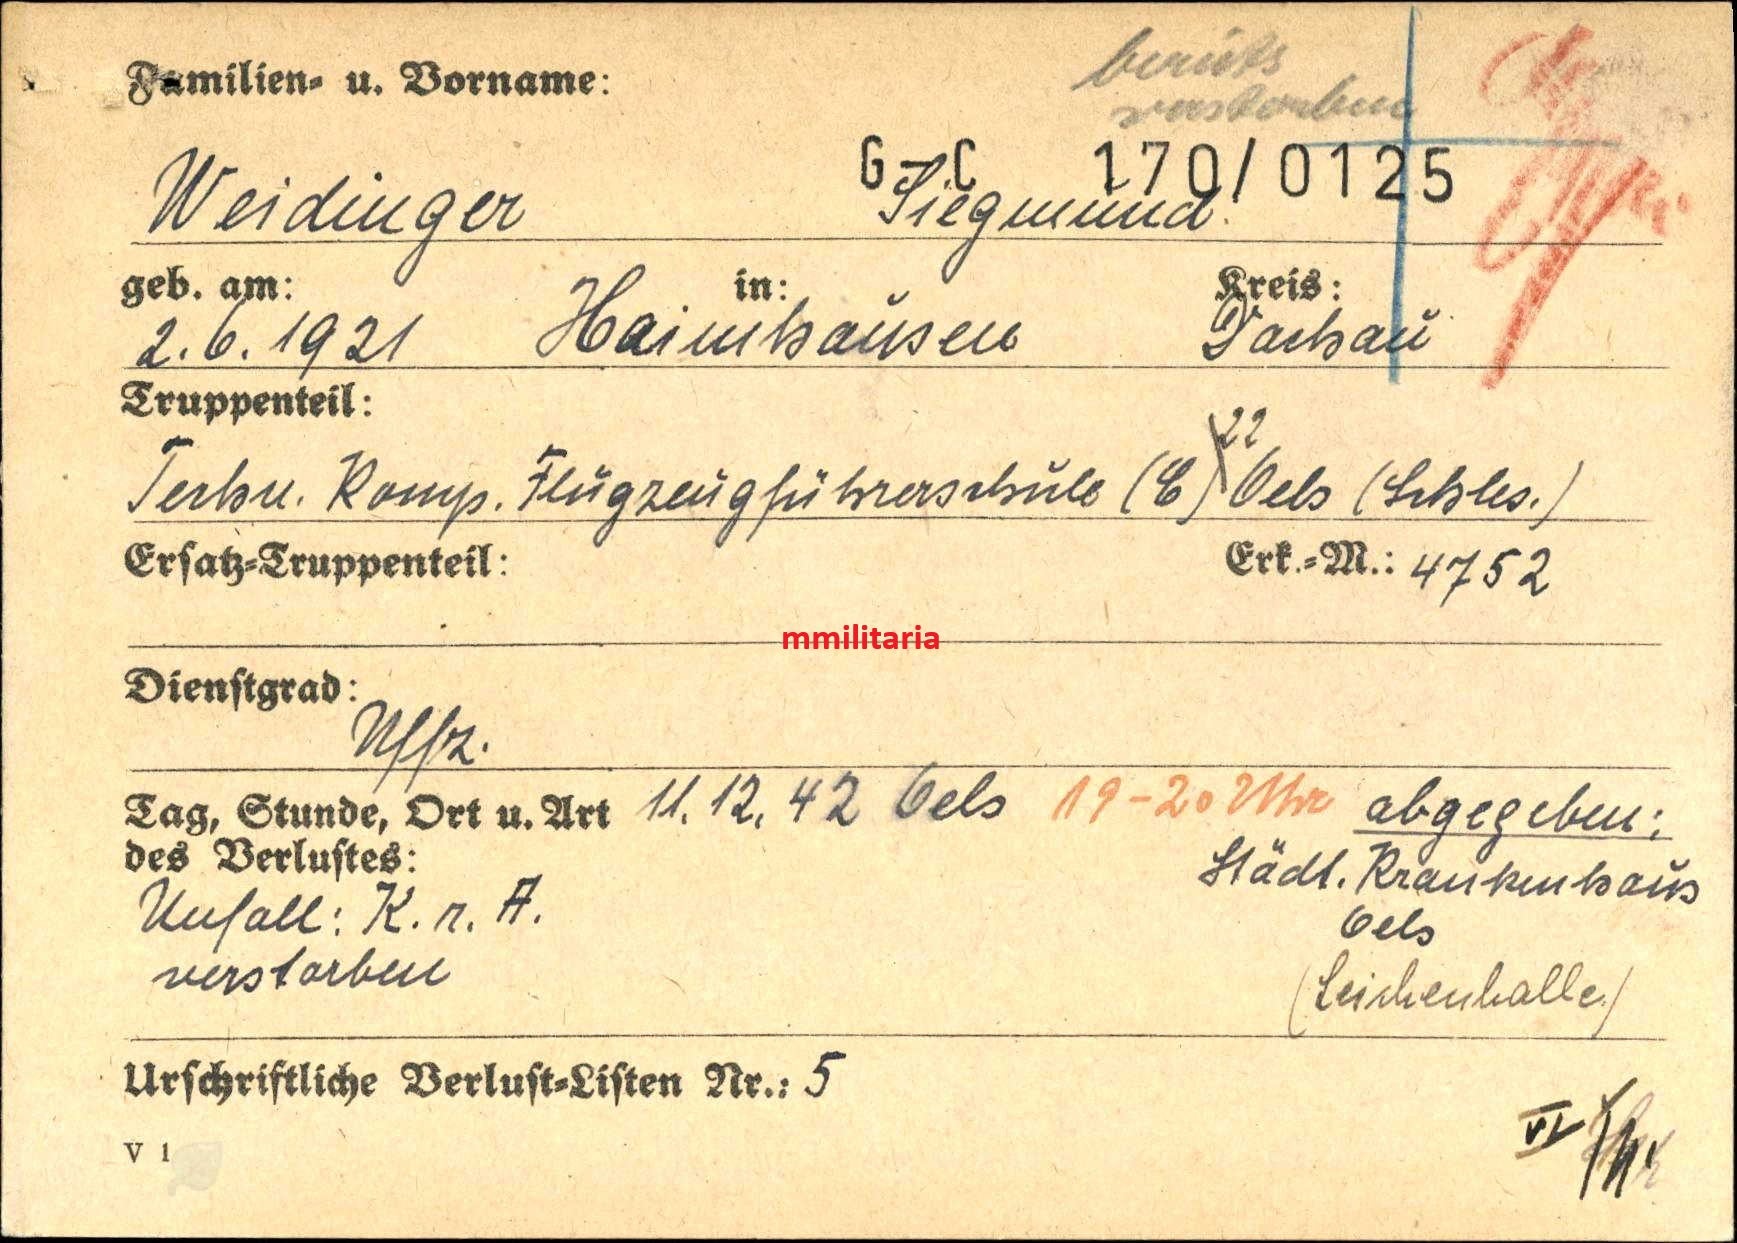 bereits
verstorben
Familien- u. Vorname:
G-C 170/0125
Weidinger Siegmund
geb. am: in: Kreis:
2.6.1921 Haimhausen Dachau
Truppenteil:
22
Techn. Komp. Flugzeugführerschule (C) Oels (Schles.)
Ersatz-Truppenteil: Erk.-M.: 4752
mmilitaria
Dienstgrad:
Uffz.
Tag, Stunde, Ort u. Art 11.12.42 Oels 19-20 Uhr abgegeben:
des Verlustes: Städt. Krankenhaus
Unfall: K. r. A. Oels
verstorben (Leichenhalle)
Urschriftliche Verlust-Listen Nr.: 5
VI
V 1